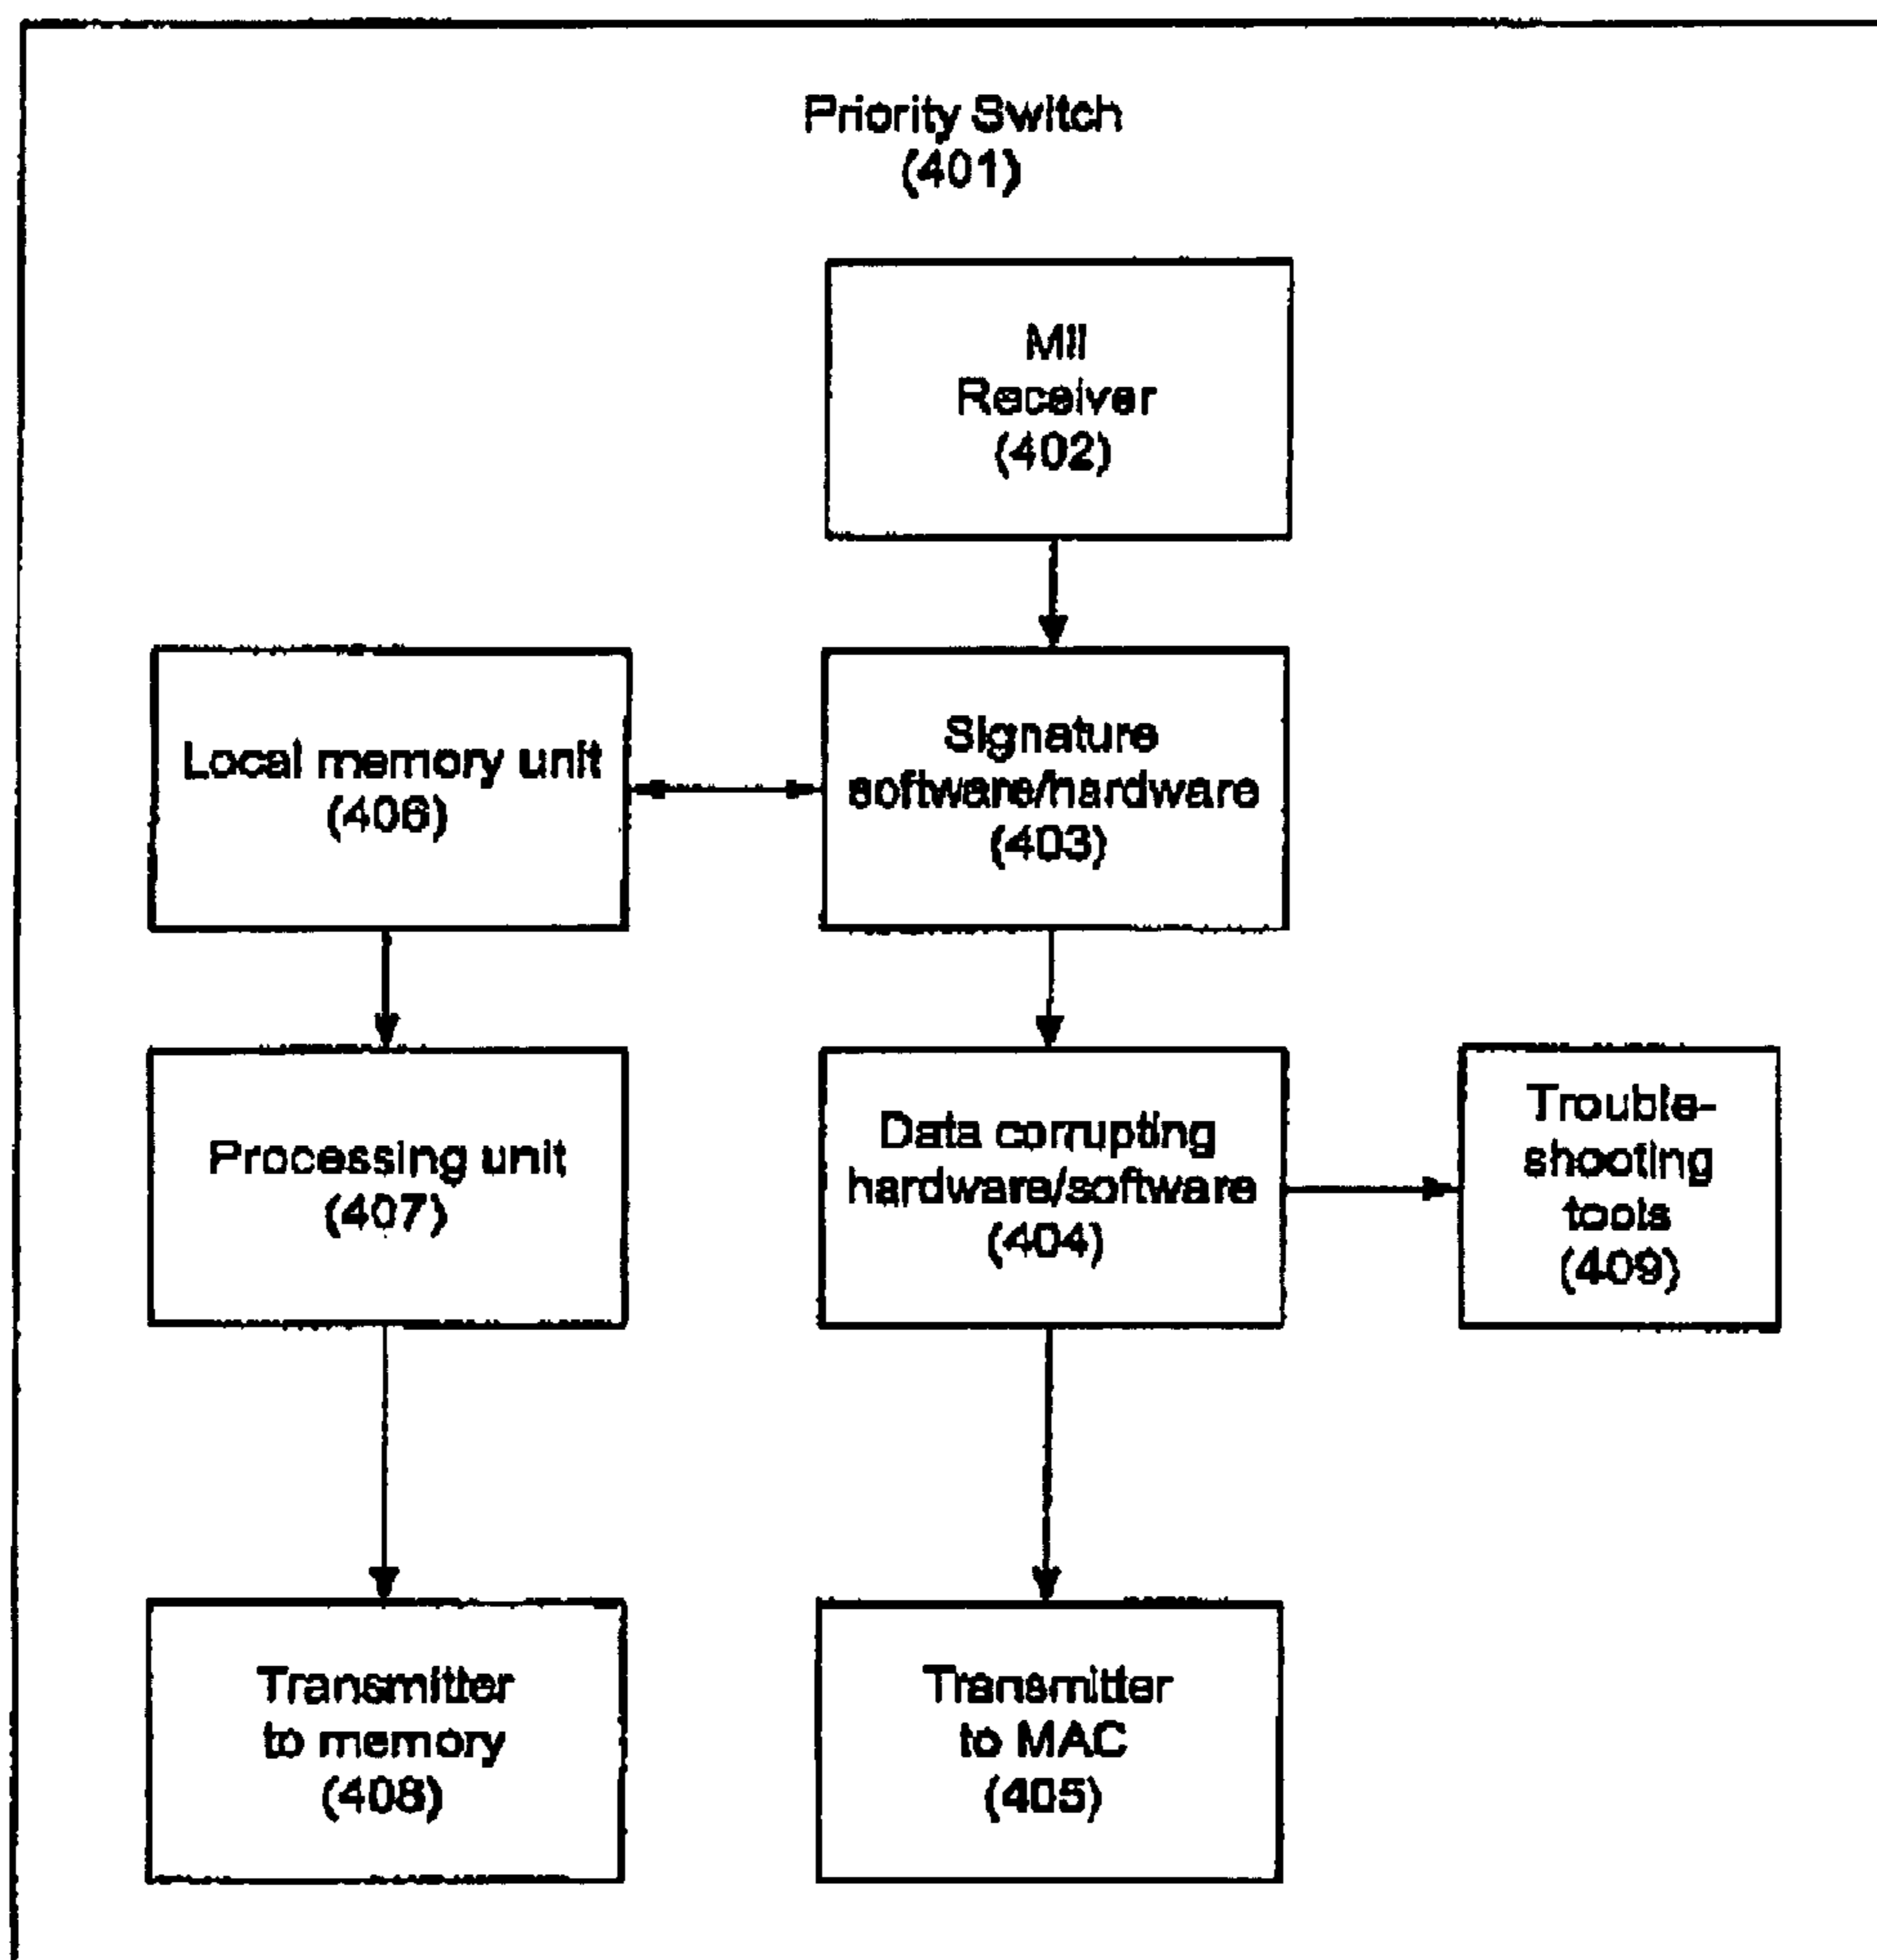 Priority Switch
(401)
MII
Receiver
(402)
Local memory unit
(406)
Signature
software/hardware
(403)
Processing unit
(407)
Data corrupting
hardware/software
(404)
Trouble-
shooting
tools
(409)
Transmitter
to memory
(408)
Transmitter
to MAC
(405)